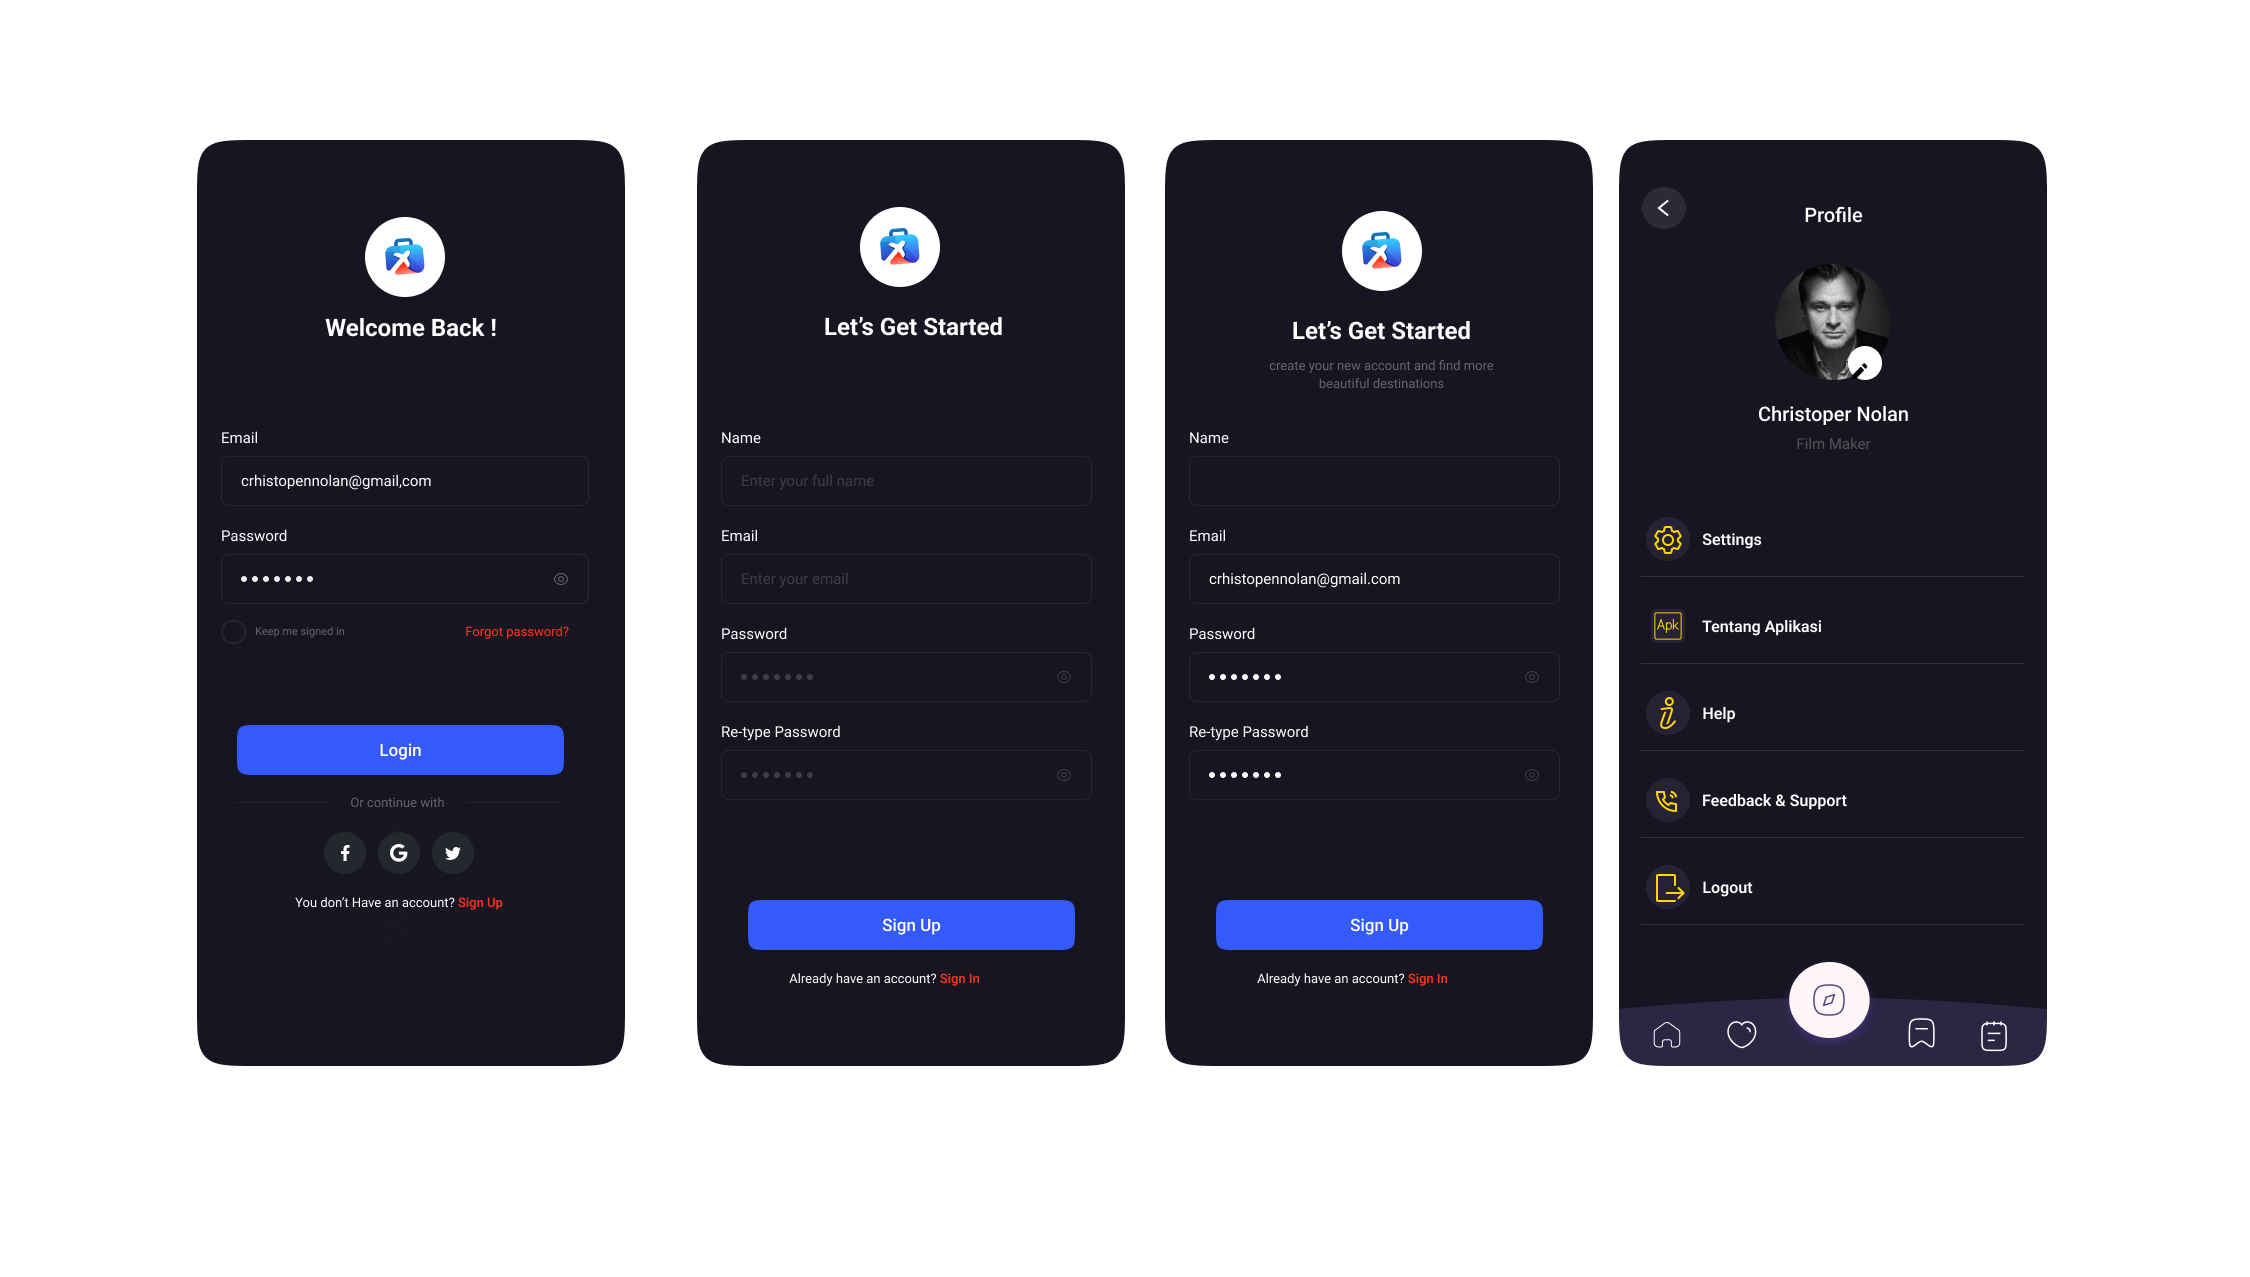 Welcome Back !
Email
crhistopennolan@gmail,com
Password
Keep me signed in
Forgot password?
Login
Or continue with
You don’t Have an account? Sign Up
Let’s Get Started
Name
Enter your full name
Email
Enter your email
Password
Re-type Password
Sign Up
Already have an account? Sign In
Let’s Get Started
create your new account and find more
beautiful destinations
Name
Email
crhistopennolan@gmail.com
Password
Re-type Password
Sign Up
Already have an account? Sign In
Profile
Christoper Nolan
Film Maker
Settings
Apk
Tentang Aplikasi
Help
Feedback & Support
Logout